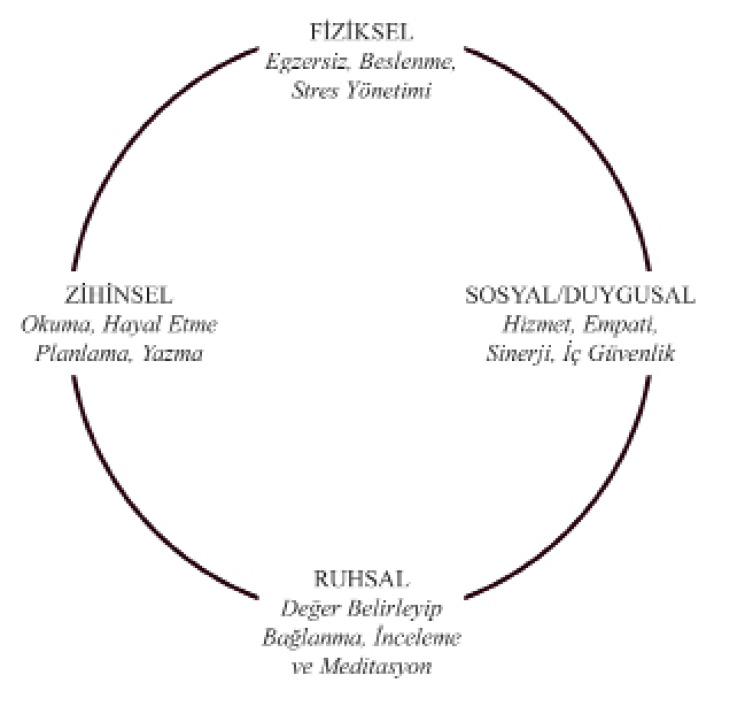 FİZİKSEL
Egzersiz, Beslenme,
Stres Yönetimi
ZİHİNSEL
Okuma, Hayal Etme
Planlama, Yazma
SOSYAL/DUYGUSAL
Hizmet, Empati,
Sinerji, İç Güvenlik
RUHSAL
Değer Belirleyip
Bağlanma, İnceleme
ve Meditasyon